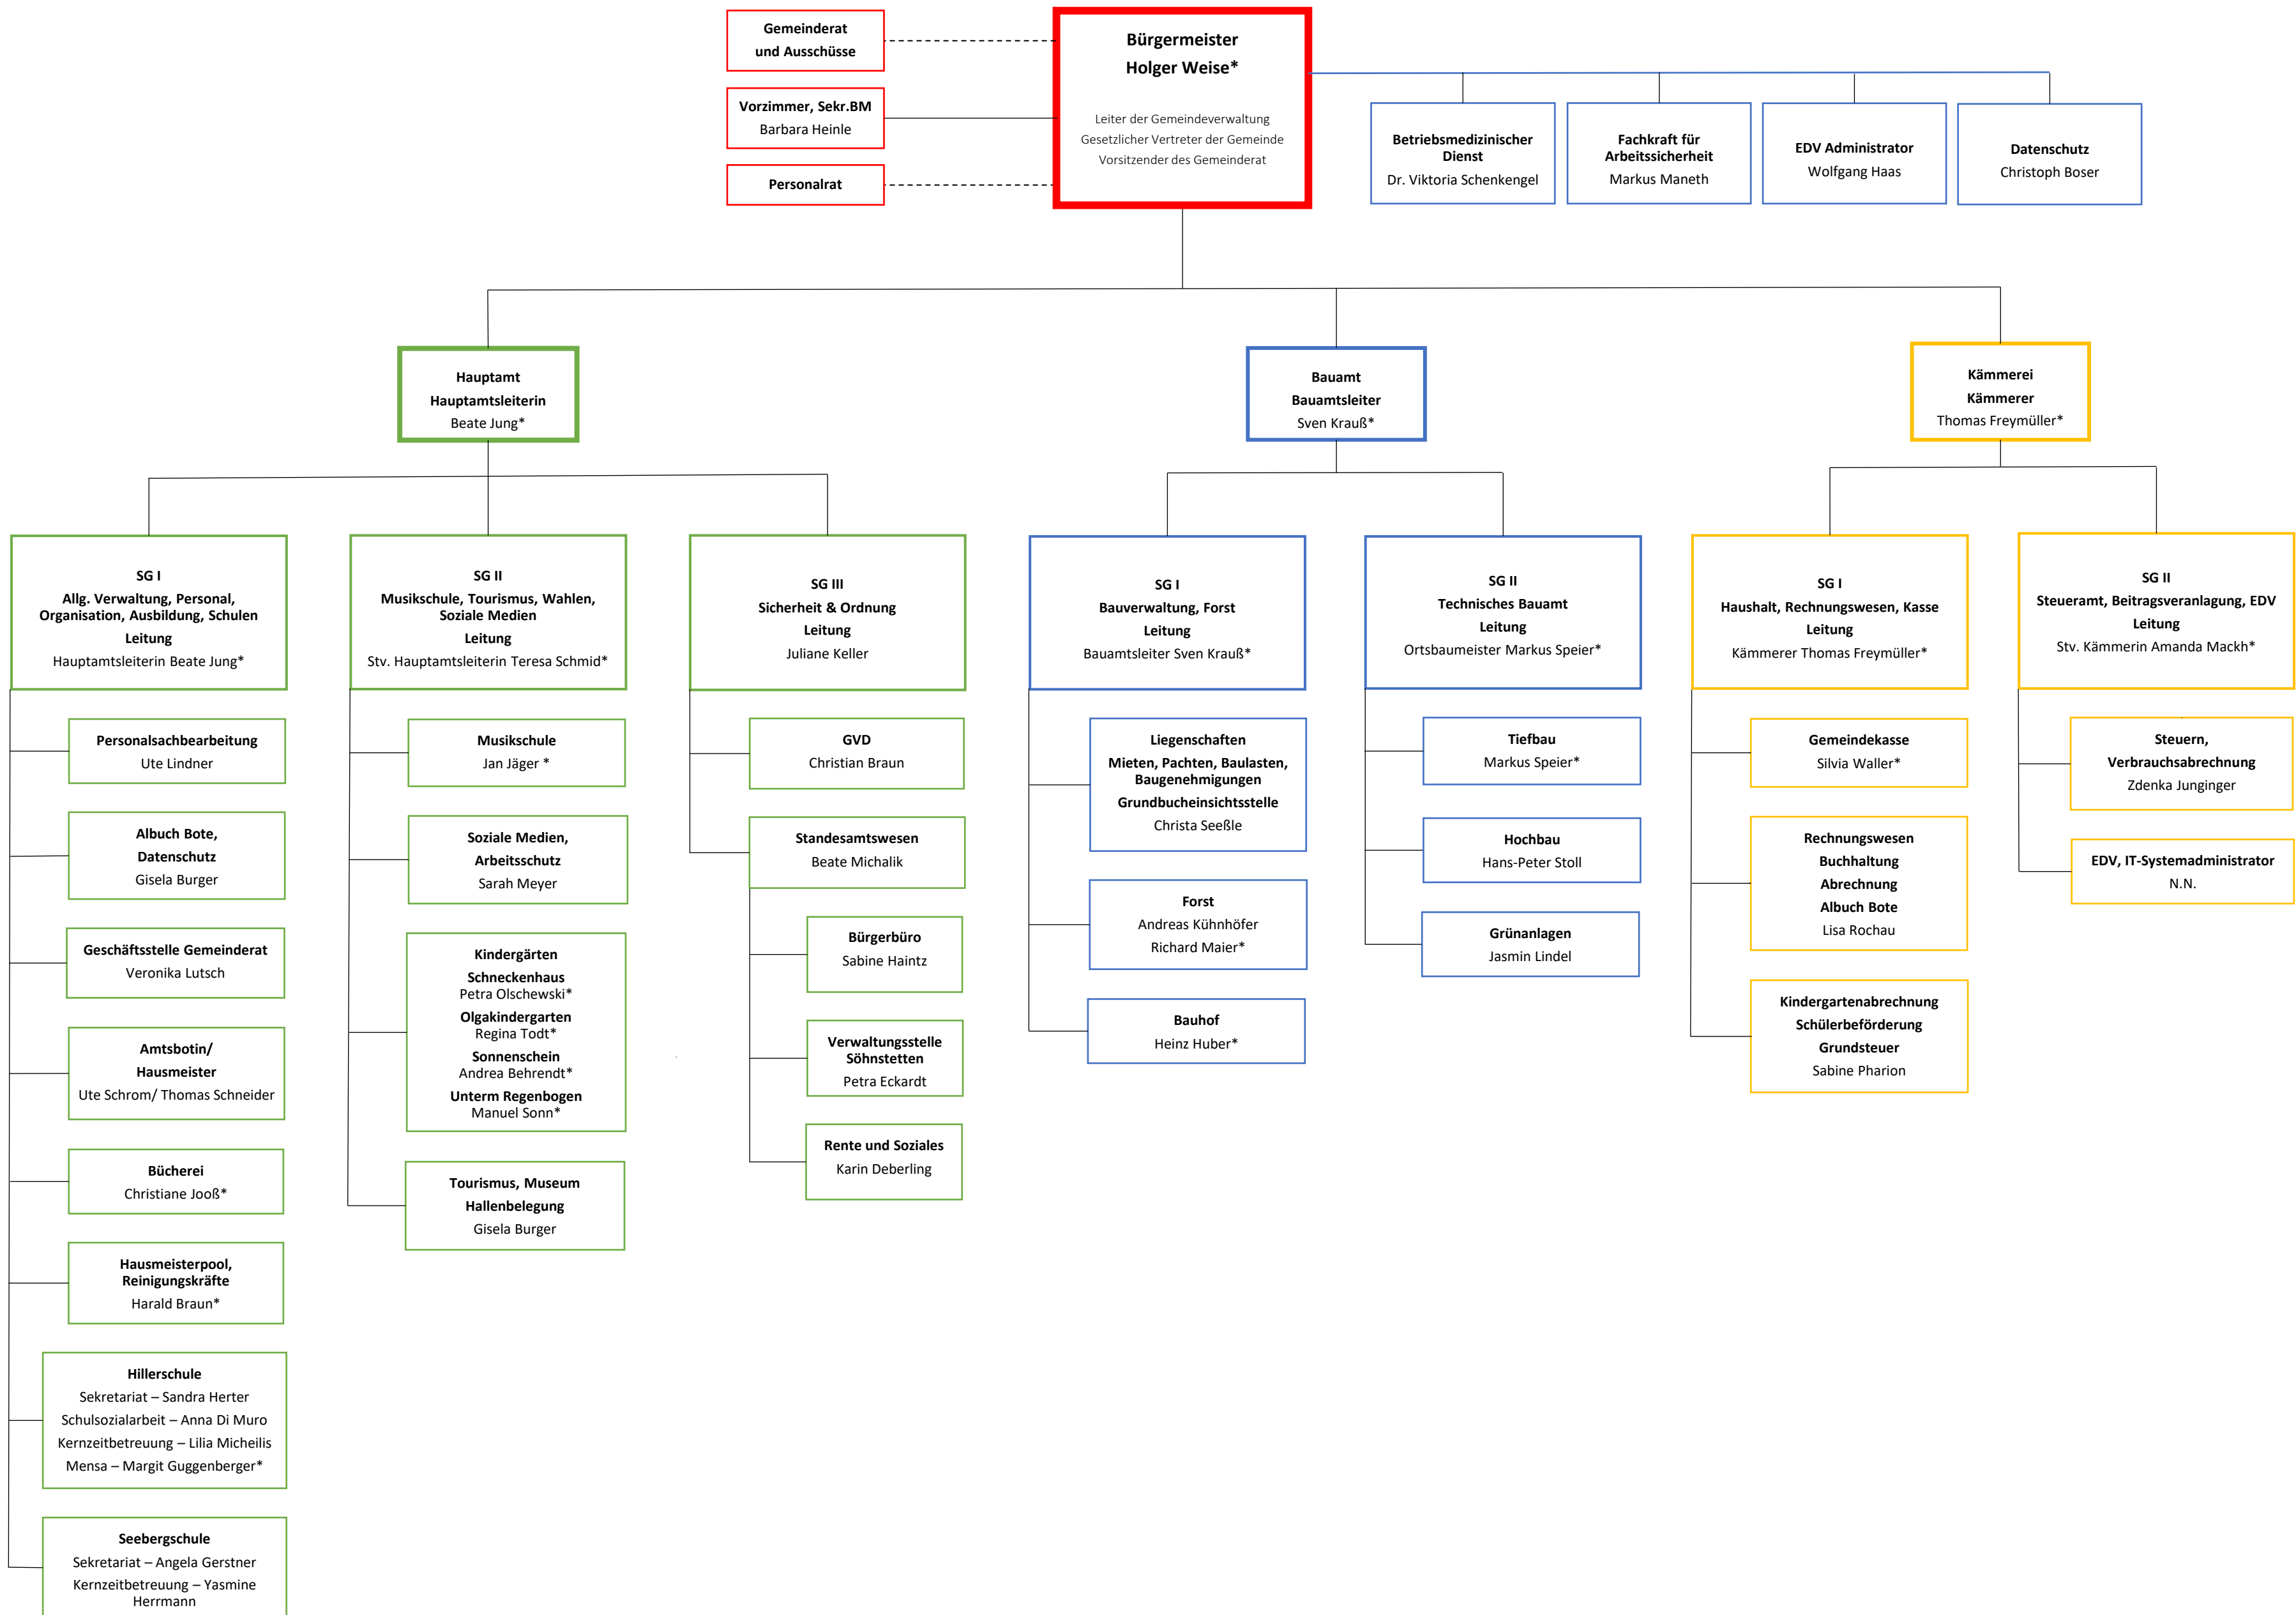 Gemeinderat
und Ausschüsse
Vorzimmer, Sekr.BM
Barbara Heinle
Personalrat
Bürgermeister
Holger Weise*
Leiter der Gemeindeverwaltung
Gesetzlicher Vertreter der Gemeinde
Vorsitzender des Gemeinderat
Betriebsmedizinischer
Dienst
Dr. Viktoria Schenkengel
Fachkraft für
Arbeitssicherheit
Markus Maneth
EDV Administrator
Wolfgang Haas
Datenschutz
Christoph Boser
Hauptamt
Hauptamtsleiterin
Beate Jung*
Bauamt
Bauamtsleiter
Sven Krauß*
Kämmerei
Kämmerer
Thomas Freymüller*
SG I
Allg. Verwaltung, Personal,
Organisation, Ausbildung, Schulen
Leitung
Hauptamtsleiterin Beate Jung*
Personalsachbearbeitung
Ute Lindner
Albuch Bote,
Datenschutz
Gisela Burger
Geschäftsstelle Gemeinderat
Veronika Lutsch
Amtsbotin/
Hausmeister
Ute Schrom/ Thomas Schneider
Bücherei
Christiane Jooß*
Hausmeisterpool,
Reinigungskräfte
Harald Braun*
Hillerschule
Sekretariat – Sandra Herter
Schulsozialarbeit – Anna Di Muro
Kernzeitbetreuung – Lilia Micheilis
Mensa – Margit Guggenberger*
Seebergschule
Sekretariat – Angela Gerstner
Kernzeitbetreuung – Yasmine
Herrmann
SG II
Musikschule, Tourismus, Wahlen,
Soziale Medien
Leitung
Stv. Hauptamtsleiterin Teresa Schmid*
Musikschule
Jan Jäger *
Soziale Medien,
Arbeitsschutz
Sarah Meyer
Kindergärten
Schneckenhaus
Petra Olschewski*
Olgakindergarten
Regina Todt*
Sonnenschein
Andrea Behrendt*
Unterm Regenbogen
Manuel Sonn*
Tourismus, Museum
Hallenbelegung
Gisela Burger
SG III
Sicherheit & Ordnung
Leitung
Juliane Keller
GVD
Christian Braun
Standesamtswesen
Beate Michalik
Bürgerbüro
Sabine Haintz
Verwaltungsstelle
Söhnstetten
Petra Eckardt
Rente und Soziales
Karin Deberling
SG I
Bauverwaltung, Forst
Leitung
Bauamtsleiter Sven Krauß*
Liegenschaften
Mieten, Pachten, Baulasten,
Baugenehmigungen
Grundbucheinsichtsstelle
Christa Seeßle
Forst
Andreas Kühnhöfer
Richard Maier*
Bauhof
Heinz Huber*
SG II
Technisches Bauamt
Leitung
Ortsbaumeister Markus Speier*
Tiefbau
Markus Speier*
Hochbau
Hans-Peter Stoll
Grünanlagen
Jasmin Lindel
SG I
Haushalt, Rechnungswesen, Kasse
Leitung
Kämmerer Thomas Freymüller*
Gemeindekasse
Silvia Waller*
Rechnungswesen
Buchhaltung
Abrechnung
Albuch Bote
Lisa Rochau
Kindergartenabrechnung
Schülerbeförderung
Grundsteuer
Sabine Pharion
SG II
Steueramt, Beitragsveranlagung, EDV
Leitung
Stv. Kämmerin Amanda Mackh*
Steuern,
Verbrauchsabrechnung
Zdenka Junginger
EDV, IT-Systemadministrator
N.N.